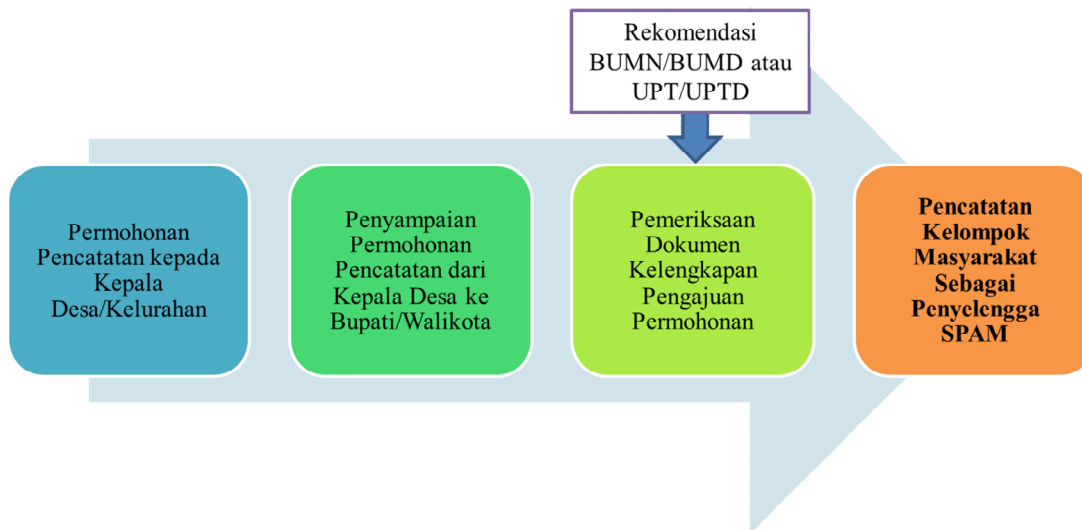 Rekomendasi
BUMN/BUMD atau
UPT/UPTD
Permohonan
Pencatatan kepada
Kepala
Desa/Kelurahan
Penyampaian
Permohonan
Pencatatan dari
Kepala Desa ke
Bupati/Walikota
Pemeriksaan
Dokumen
Kelengkapan
Pengajuan
Permohonan
Pencatatan
Kelompok
Masyarakat
Sebagai
Penyelengga
SPAM